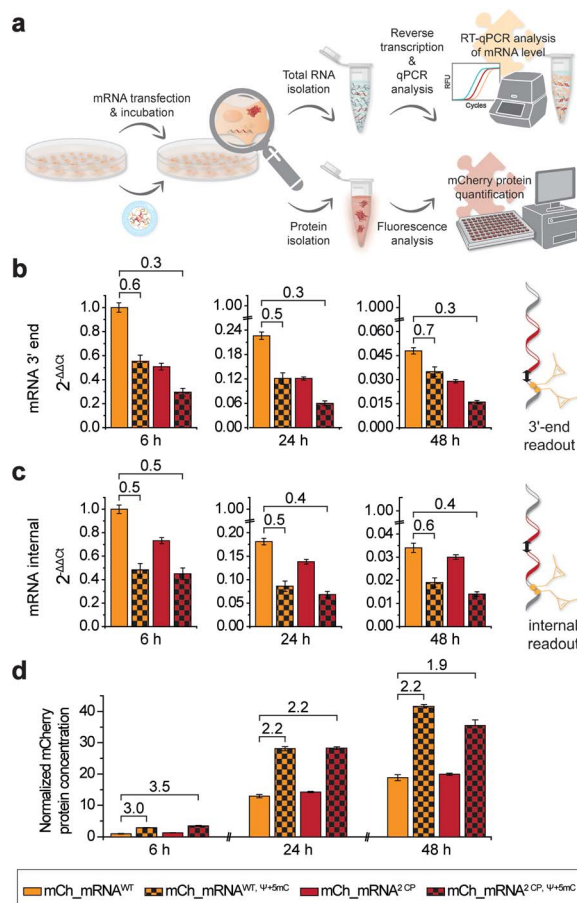 a
mRNA transfection
& incubation
Total RNA
isolation
Reverse
transcription
&
qPCR
analysis
RT-qPCR analysis
of mRNA level
RFU
Cycles
Protein
isolation
Fluorescence
analysis
mCherry protein
quantification
b
mRNA 3' end
2^-ΔΔCt
0.3
0.6
1.0
0.8
0.6
0.4
0.2
0.0
6 h
0.3
0.5
1.00
0.24
0.18
0.12
0.06
0.00
24 h
0.3
0.7
1.000
0.060
0.045
0.030
0.015
0.000
48 h
3'-end
readout
c
mRNA internal
2^-ΔΔCt
0.5
0.5
1.0
0.8
0.6
0.4
0.2
0.0
6 h
0.4
0.5
1.00
0.20
0.15
0.10
0.05
0.00
24 h
0.4
0.6
1.00
0.04
0.03
0.02
0.01
0.00
48 h
internal
readout
d
Normalized mCherry
protein concentration
40
30
20
10
0
3.5
3.0
6 h
2.2
2.2
24 h
1.9
2.2
48 h
mCh_mRNA^WT mCh_mRNA^WT, Ψ+5mC mCh_mRNA^2 CP mCh_mRNA^2 CP, Ψ+5mC